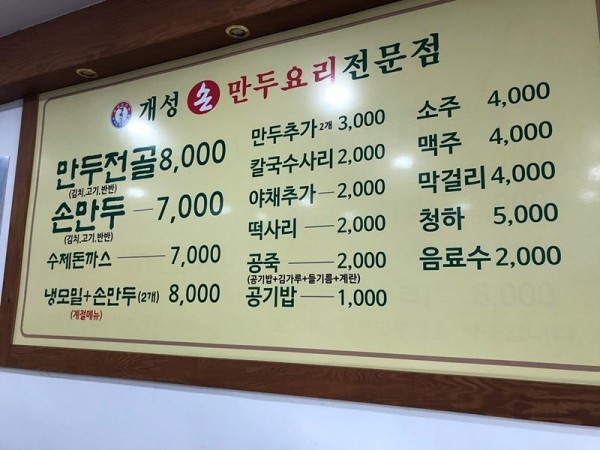 개성 손 만두요리전문점
만두전골 8,000
(김치,고기,반반)
손만두 7,000
(김치,고기,반반)
수제돈까스 7,000
냉모밀+손만두(2개) 8,000
(계절메뉴)
만두추가 2개 3,000
칼국수사리 2,000
야채추가 2,000
떡사리 2,000
공죽 2,000
(공기밥+김가루+들기름+계란)
공기밥 1,000
소주 4,000
맥주 4,000
막걸리 4,000
청하 5,000
음료수 2,000